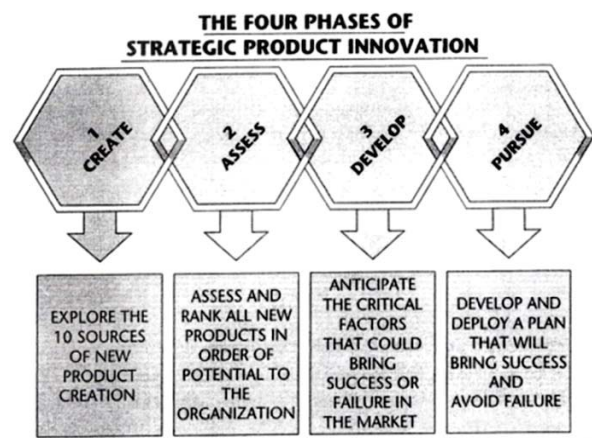 THE FOUR PHASES OF
STRATEGIC PRODUCT INNOVATION
1
CREATE
2
ASSESS
3
DEVELOP
4
PURSUE
EXPLORE THE
10 SOURCES
OF NEW
PRODUCT
CREATION
ASSESS AND
RANK ALL NEW
PRODUCTS IN
ORDER OF
POTENTIAL TO
THE
ORGANIZATION
ANTICIPATE
THE CRITICAL
FACTORS
THAT COULD
BRING
SUCCESS OR
FAILURE IN
THE MARKET
DEVELOP AND
DEPLOY A PLAN
THAT WILL
BRING SUCCESS
AND
AVOID FAILURE